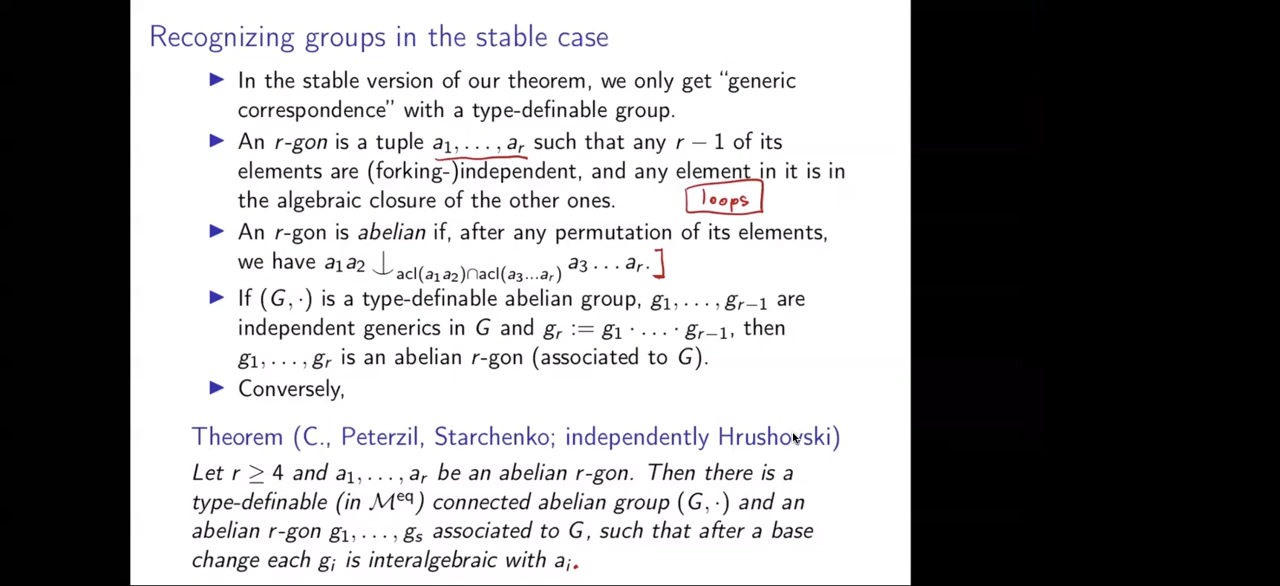 Recognizing groups in the stable case
▶ In the stable version of our theorem, we only get “generic
correspondence” with a type-definable group.
▶ An r-gon is a tuple a₁, . . . , aᵣ such that any r − 1 of its
elements are (forking-)independent, and any element in it is in
the algebraic closure of the other ones.
loops
▶ An r-gon is abelian if, after any permutation of its elements,
we have a₁a₂ ⫝_acl(a₁a₂)∩acl(a₃...aᵣ) a₃ . . . aᵣ. ]
▶ If (G, ·) is a type-definable abelian group, g₁, . . . , gᵣ₋₁ are
independent generics in G and gᵣ := g₁ · . . . · gᵣ₋₁, then
g₁, . . . , gᵣ is an abelian r-gon (associated to G).
▶ Conversely,
Theorem (C., Peterzil, Starchenko; independently Hrushovski)
Let r ≥ 4 and a₁, . . . , aᵣ be an abelian r-gon. Then there is a
type-definable (in ℳ^eq) connected abelian group (G, ·) and an
abelian r-gon g₁, . . . , gₛ associated to G, such that after a base
change each gᵢ is interalgebraic with aᵢ.